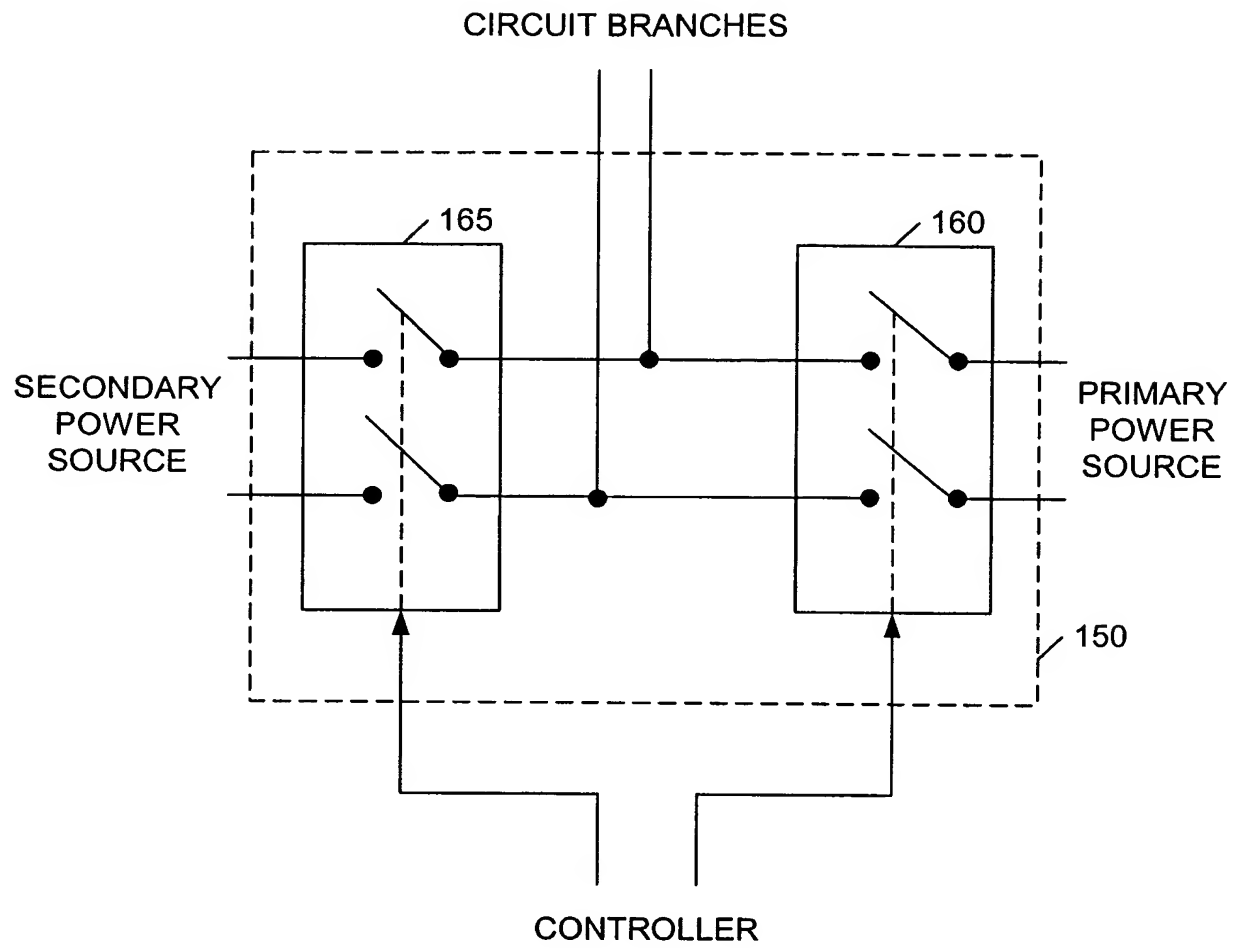 CIRCUIT BRANCHES
165
160
SECONDARY
POWER
SOURCE
PRIMARY
POWER
SOURCE
150
CONTROLLER